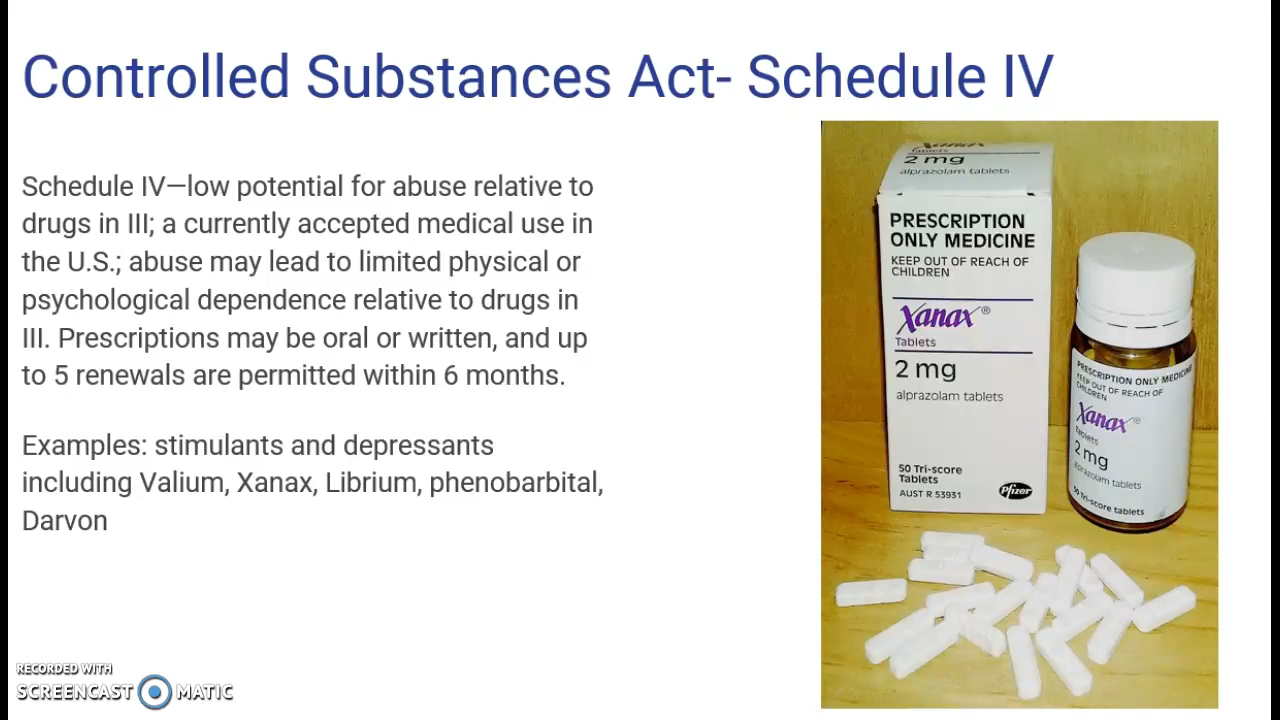 Controlled Substances Act- Schedule IV
Schedule IV—low potential for abuse relative to
drugs in III; a currently accepted medical use in
the U.S.; abuse may lead to limited physical or
psychological dependence relative to drugs in
III. Prescriptions may be oral or written, and up
to 5 renewals are permitted within 6 months.
Examples: stimulants and depressants
including Valium, Xanax, Librium, phenobarbital,
Darvon
Xanax
Tablets
2 mg
alprazolam tablets
PRESCRIPTION
ONLY MEDICINE
KEEP OUT OF REACH OF
CHILDREN
Xanax®
Tablets
2 mg
alprazolam tablets
50 Tri-score
Tablets
AUST R 53931
Pfizer
PRESCRIPTION ONLY MEDICINE
KEEP OUT OF REACH OF
CHILDREN
Xanax®
Tablets
2 mg
alprazolam tablets
50 Tri-score tablets
RECORDED WITH
SCREENCAST MATIC